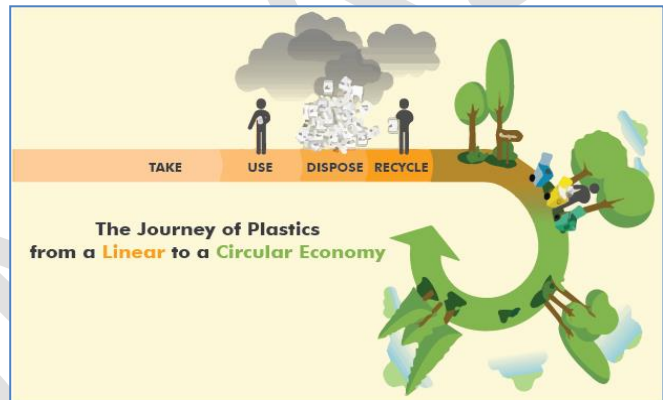 TAKE USE DISPOSE RECYCLE
The Journey of Plastics
from a Linear to a Circular Economy